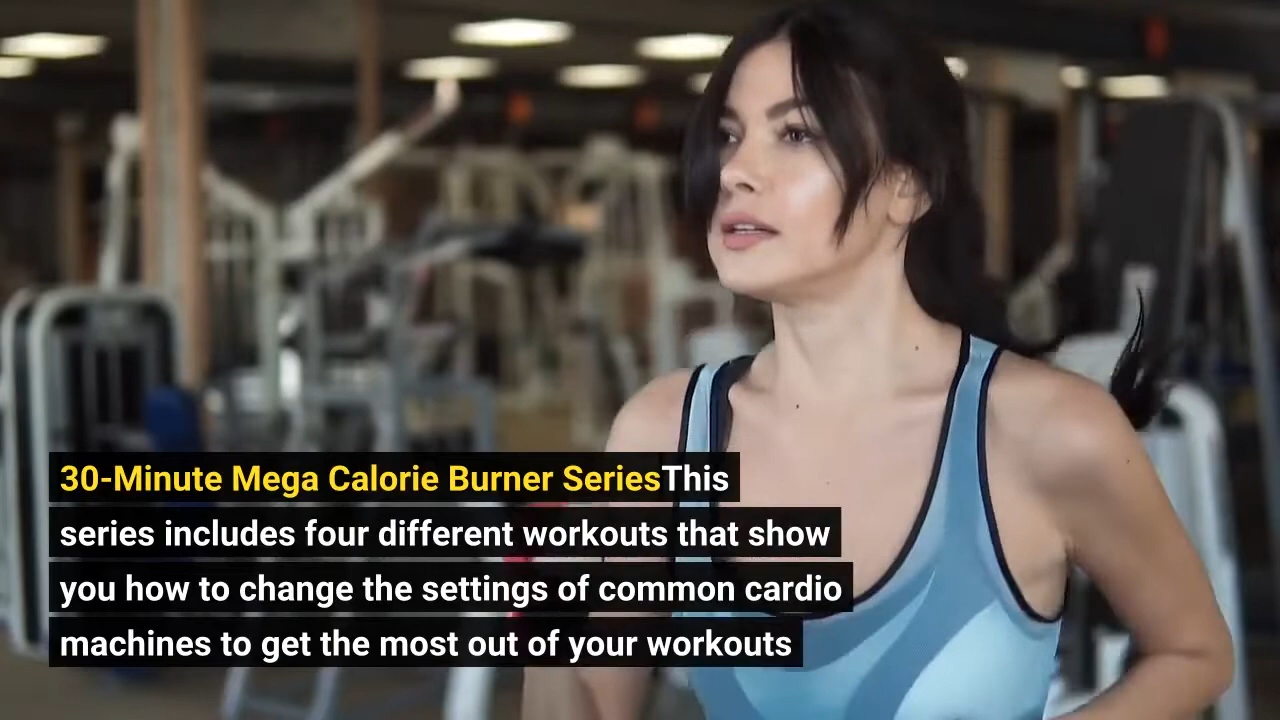 30-Minute Mega Calorie Burner SeriesThis
series includes four different workouts that show
you how to change the settings of common cardio
machines to get the most out of your workouts